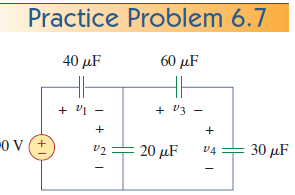 Practice Problem 6.7
40 μF 60 μF
+ v1 − + v3 −
+ +
0 V + − v2 20 μF v4 30 μF
− −